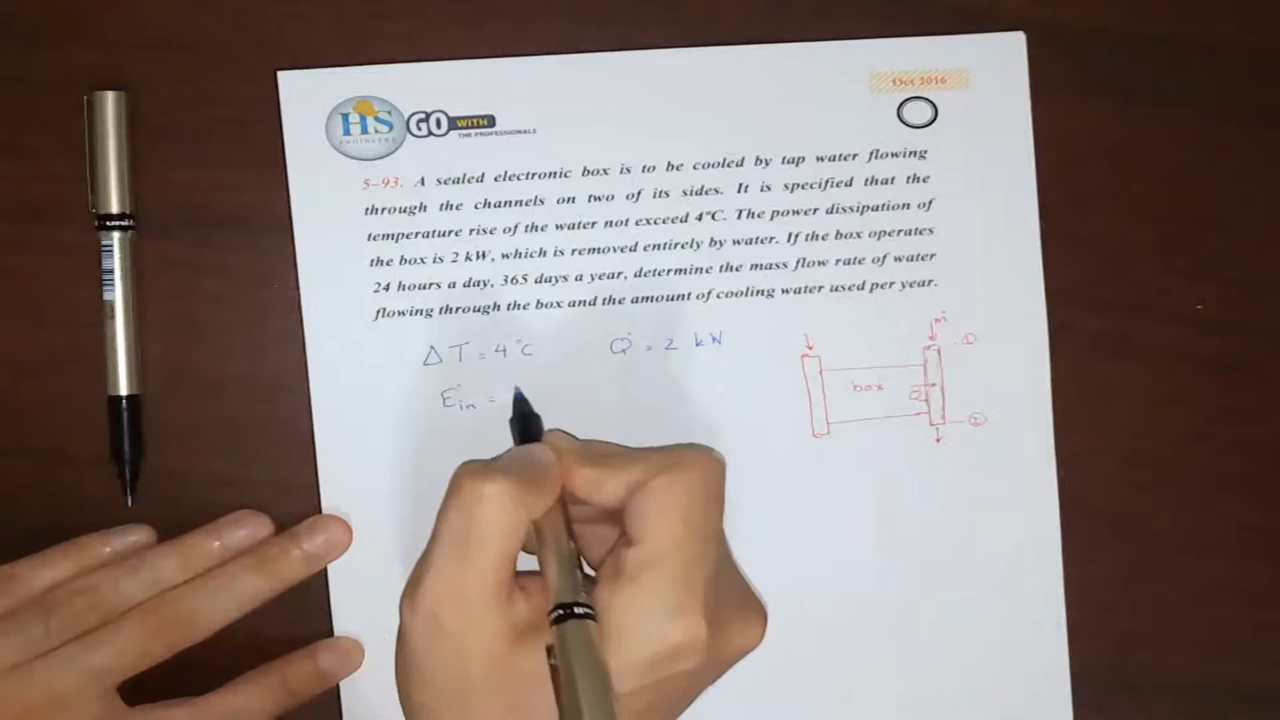 Oct 2016
HS
ENGINEERS
GO WITH
THE PROFESSIONALS
5–93. A sealed electronic box is to be cooled by tap water flowing
through the channels on two of its sides. It is specified that the
temperature rise of the water not exceed 4°C. The power dissipation of
the box is 2 kW, which is removed entirely by water. If the box operates
24 hours a day, 365 days a year, determine the mass flow rate of water
flowing through the box and the amount of cooling water used per year.
ΔT = 4°C
Q̇ = 2 kW
Ėin =
ṁ
①
box
Q̇
②